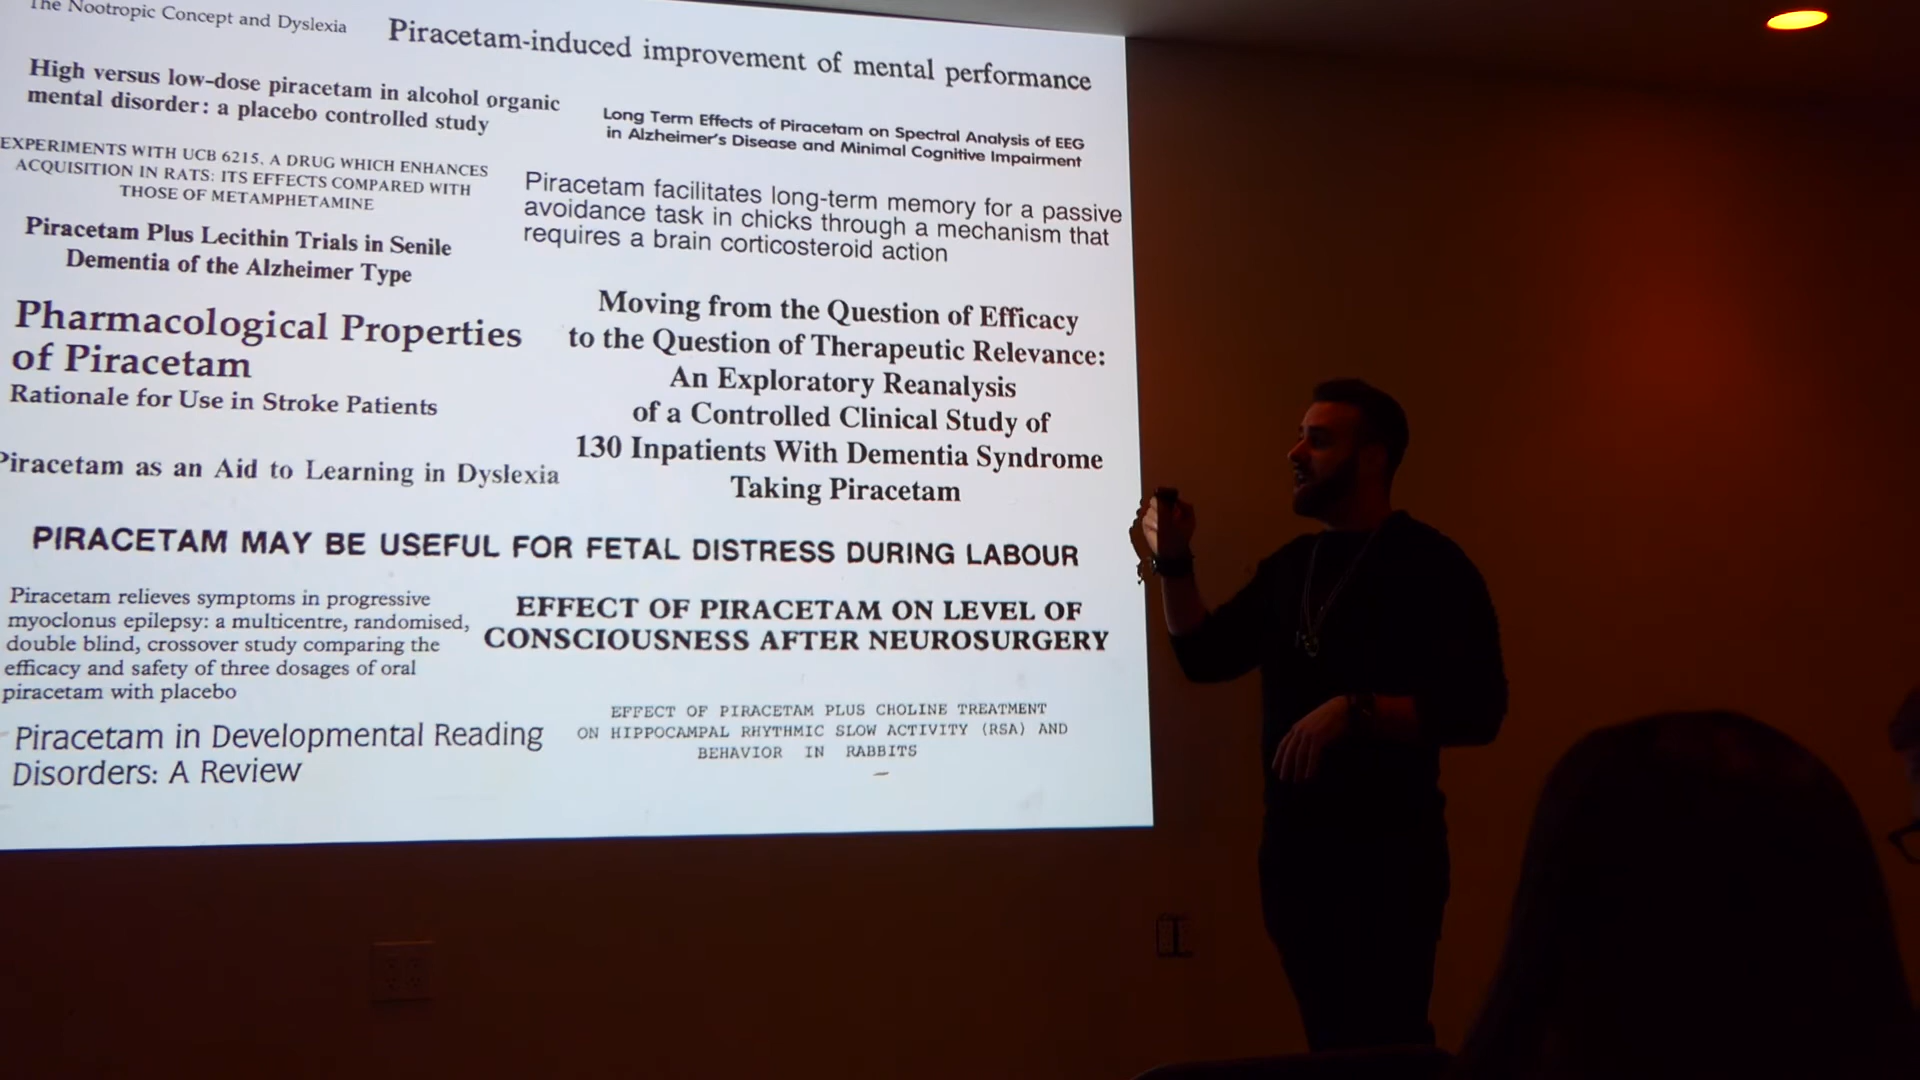 The Nootropic Concept and Dyslexia
Piracetam-induced improvement of mental performance
High versus low-dose piracetam in alcohol organic
mental disorder: a placebo controlled study
Long Term Effects of Piracetam on Spectral Analysis of EEG
in Alzheimer's Disease and Minimal Cognitive Impairment
EXPERIMENTS WITH UCB 6215, A DRUG WHICH ENHANCES
ACQUISITION IN RATS: ITS EFFECTS COMPARED WITH
THOSE OF METAMPHETAMINE
Piracetam facilitates long-term memory for a passive
avoidance task in chicks through a mechanism that
requires a brain corticosteroid action
Piracetam Plus Lecithin Trials in Senile
Dementia of the Alzheimer Type
Pharmacological Properties
of Piracetam
Rationale for Use in Stroke Patients
Moving from the Question of Efficacy
to the Question of Therapeutic Relevance:
An Exploratory Reanalysis
of a Controlled Clinical Study of
130 Inpatients With Dementia Syndrome
Taking Piracetam
Piracetam as an Aid to Learning in Dyslexia
PIRACETAM MAY BE USEFUL FOR FETAL DISTRESS DURING LABOUR
Piracetam relieves symptoms in progressive
myoclonus epilepsy: a multicentre, randomised,
double blind, crossover study comparing the
efficacy and safety of three dosages of oral
piracetam with placebo
EFFECT OF PIRACETAM ON LEVEL OF
CONSCIOUSNESS AFTER NEUROSURGERY
Piracetam in Developmental Reading
Disorders: A Review
EFFECT OF PIRACETAM PLUS CHOLINE TREATMENT
ON HIPPOCAMPAL RHYTHMIC SLOW ACTIVITY (RSA) AND
BEHAVIOR IN RABBITS